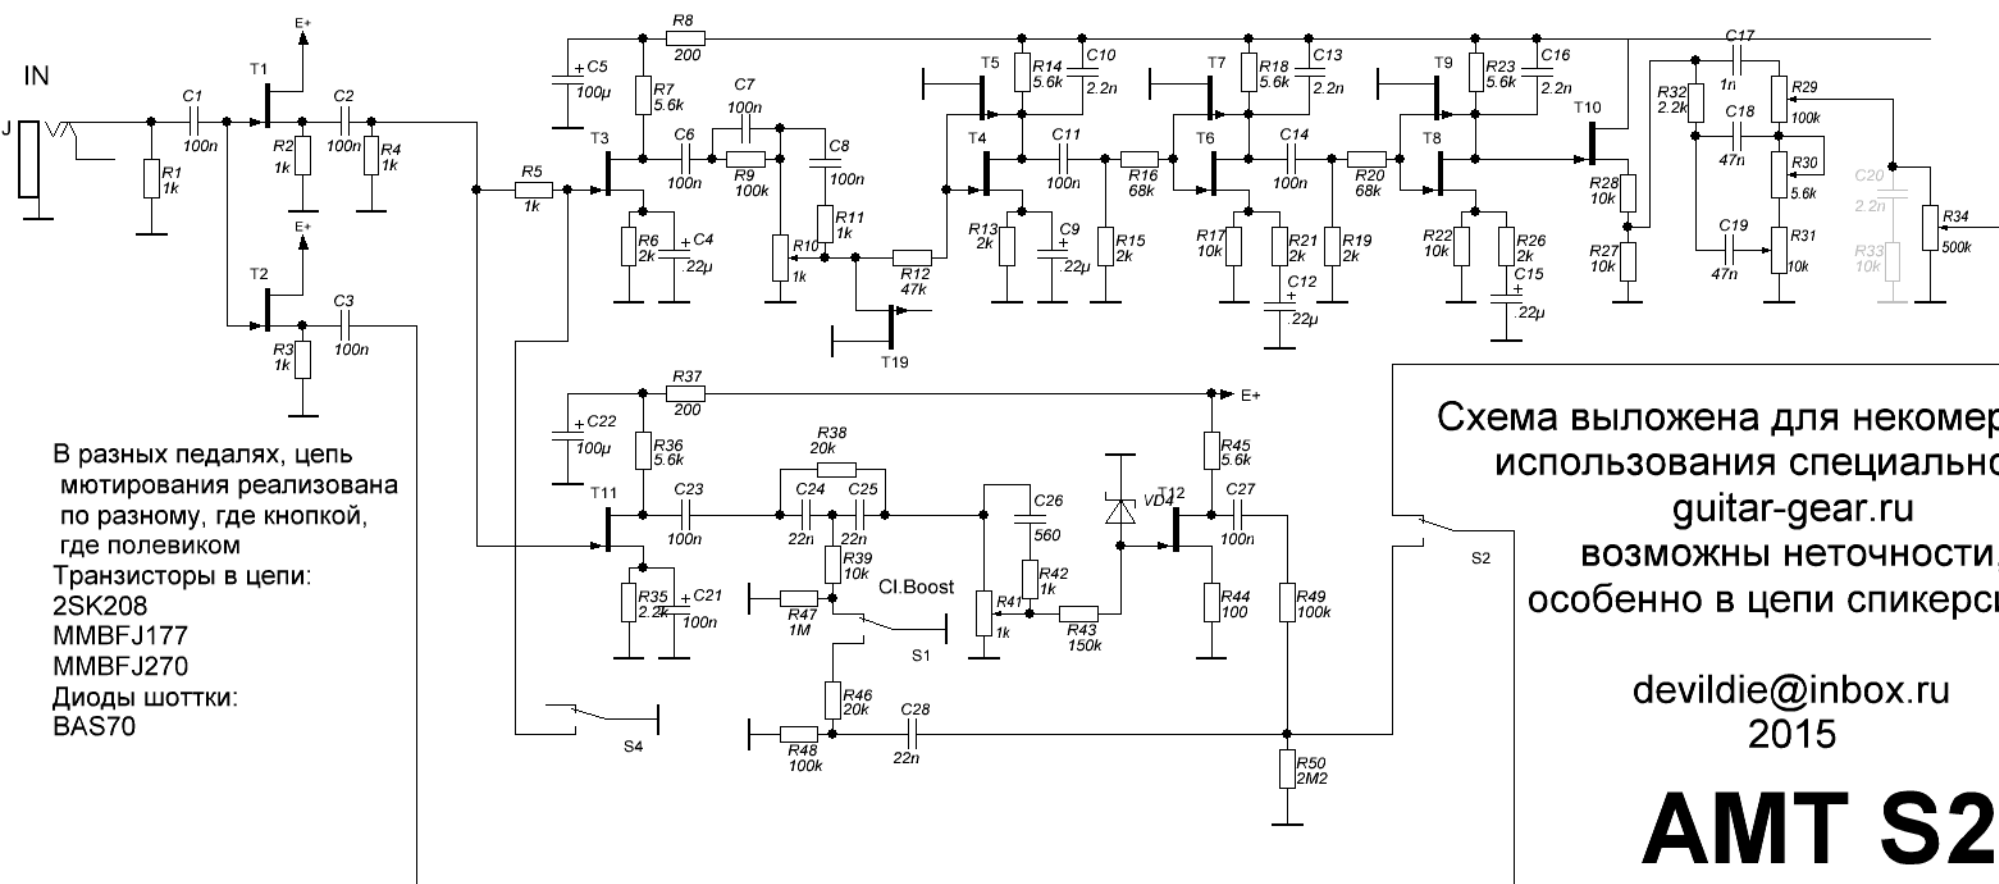 IN
J
R1
1k
C1
100n
T1
E+
R2
1k
C2
100n
R4
1k
T2
E+
R3
1k
C3
100n
R5
1k
C5
+
100µ
R8
200
R7
5.6k
T3
R6
2k
+
C4
.22µ
C6
100n
C7
100n
R9
100k
C8
100n
R11
1k
R10
1k
R12
47k
T19
T5
T4
R14
5.6k
C10
2.2n
R13
2k
C9
+
.22µ
C11
100n
R15
2k
R16
68k
T7
T6
R18
5.6k
C13
2.2n
R17
10k
R21
2k
C12
+
.22µ
C14
100n
R19
2k
R20
68k
T9
T8
R23
5.6k
C16
2.2n
R22
10k
R26
2k
C15
+
.22µ
T10
R28
10k
R27
10k
R32
2.2k
C17
1n
C18
47n
C19
47n
R29
100k
R30
5.6k
R31
10k
C20
2.2n
R33
10k
R34
500k
R37
200
E+
+
C22
100µ
R36
5.6k
T11
R35
2.2k
+
C21
100n
C23
100n
R38
20k
C24
22n
C25
22n
R39
10k
R47
1M
Cl.Boost
S1
R46
20k
R48
100k
C28
22n
C26
560
R42
1k
R41
1k
R43
150k
VD4
T12
R45
5.6k
C27
100n
R44
100
R49
100k
R50
2M2
S4
S2
В разных педалях, цепь
мютирования реализована
по разному, где кнопкой,
где полевиком
Транзисторы в цепи:
2SK208
MMBFJ177
MMBFJ270
Диоды шоттки:
BAS70
Схема выложена для некомер
использования специально
guitar-gear.ru
возможны неточности,
особенно в цепи спикерси
devildie@inbox.ru
2015
AMT S2